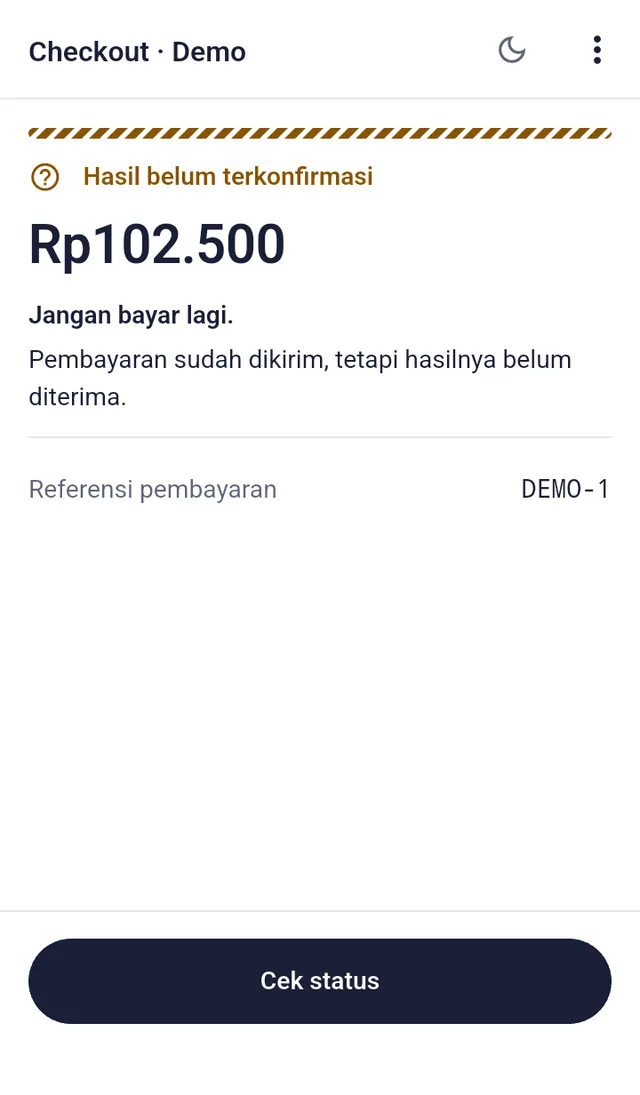 Checkout · Demo
Hasil belum terkonfirmasi
Rp102.500
Jangan bayar lagi.
Pembayaran sudah dikirim, tetapi hasilnya belum
diterima.
Referensi pembayaran DEMO-1
Cek status